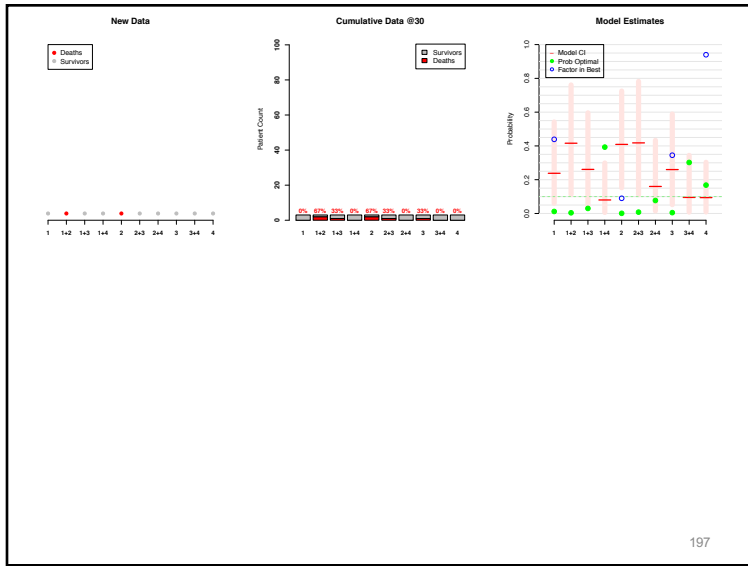 New Data
Deaths
Survivors
1 1+2 1+3 1+4 2 2+3 2+4 3 3+4 4
Cumulative Data @30
Patient Count
100
80
60
40
20
0
Survivors
Deaths
0% 67% 33% 0% 67% 33% 0% 33% 0% 0%
1 1+2 1+3 1+4 2 2+3 2+4 3 3+4 4
Model Estimates
Probability
1.0
0.8
0.6
0.4
0.2
0.0
Model CI
Prob Optimal
Factor in Best
1 1+2 1+3 1+4 2 2+3 2+4 3 3+4 4
197